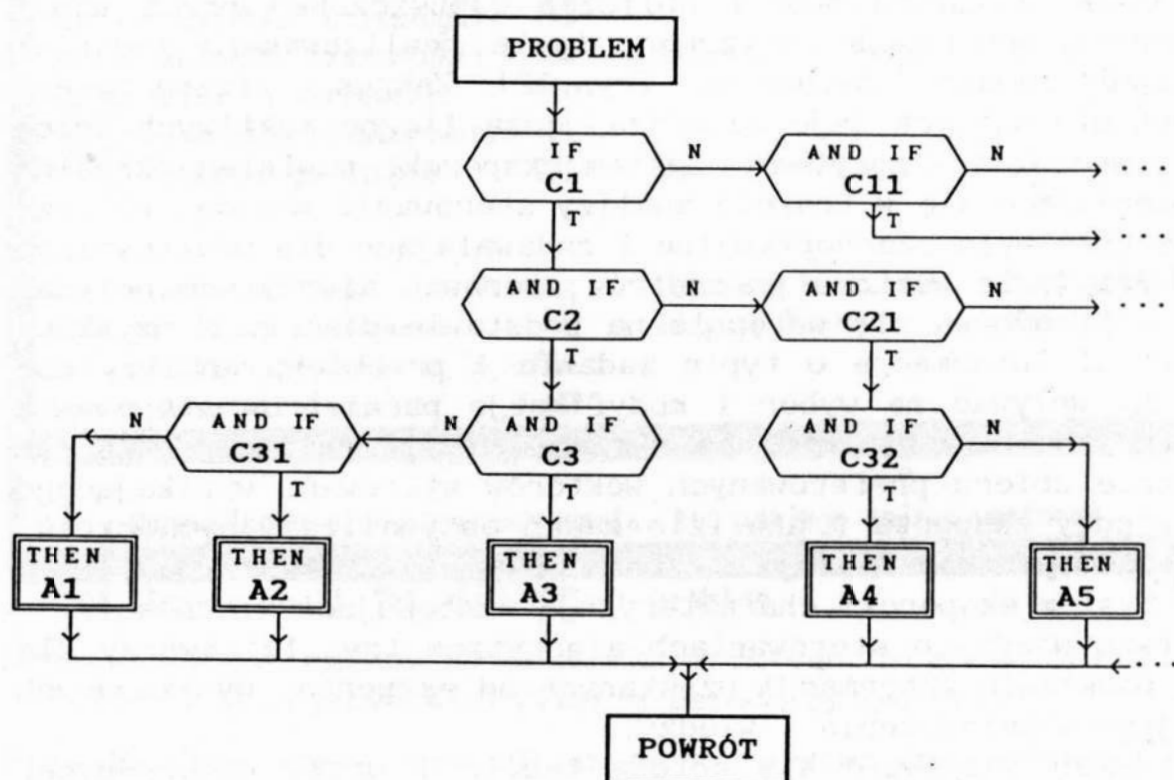 PROBLEM
IF
C1
N
T
AND IF
C11
N
T
AND IF
C2
N
T
AND IF
C21
N
T
N
AND IF
C31
T
N
AND IF
C3
T
AND IF
C32
N
T
THEN
A1
THEN
A2
THEN
A3
THEN
A4
THEN
A5
POWRÓT